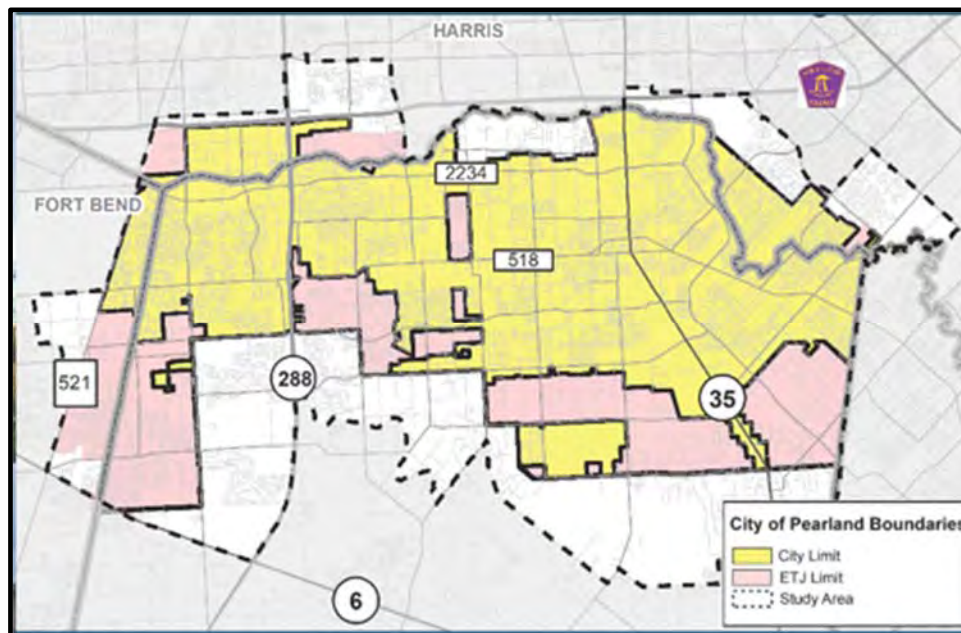 HARRIS
2234
FORT BEND
518
521
288
35
6
City of Pearland Boundaries
City Limit
ETJ Limit
Study Area